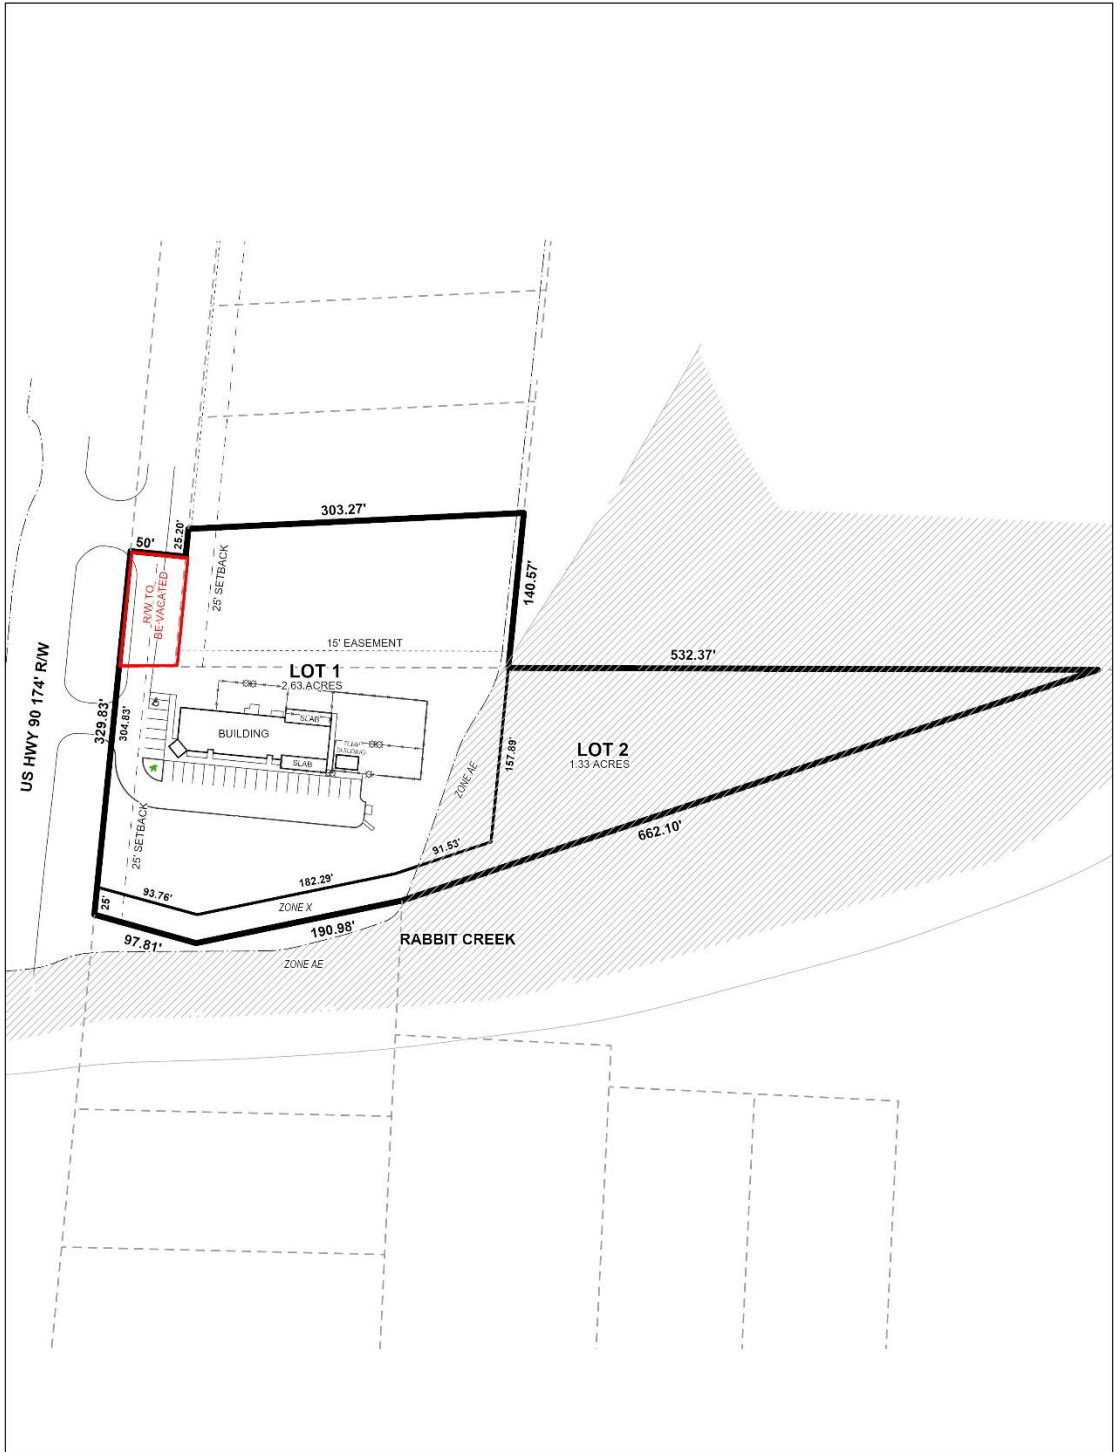 303.27'
50'
25.20'
25' SETBACK
R/W TO
BE VACATED
140.57'
15' EASEMENT
532.37'
LOT 1
2.63 ACRES
US HWY 90 174' R/W
329.83'
304.83'
SLAB
BUILDING
BUILDING
SLAB
LOT 2
1.33 ACRES
157.89'
ZONE AE
25' SETBACK
662.10'
91.53'
182.29'
93.76'
25'
ZONE X
190.98'
97.81'
RABBIT CREEK
ZONE AE